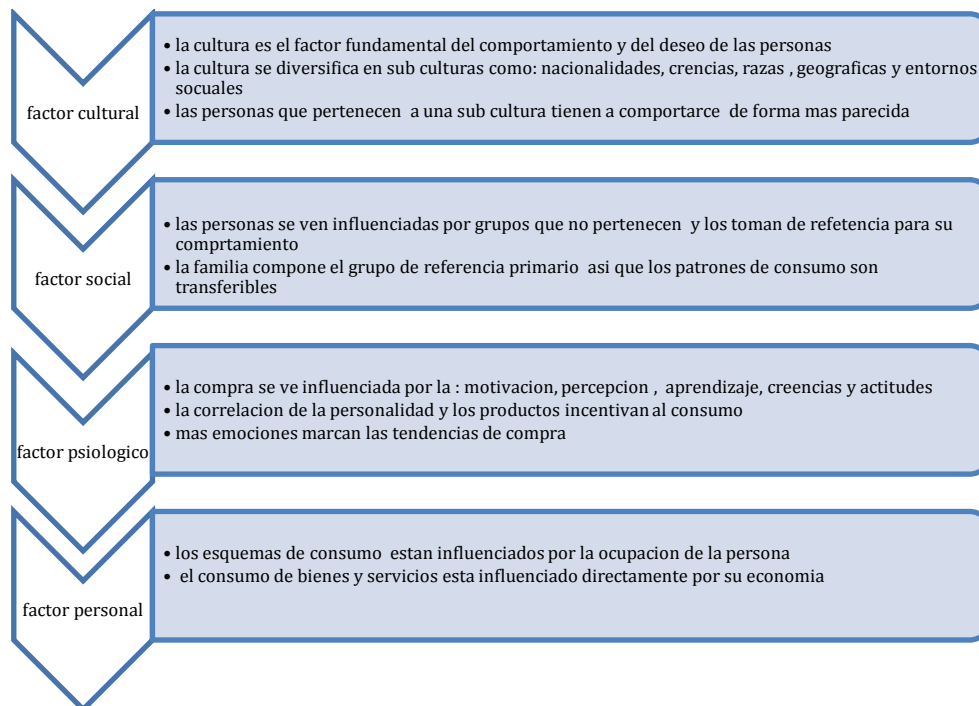 factor cultural
• la cultura es el factor fundamental del comportamiento y del deseo de las personas
• la cultura se diversifica en sub culturas como: nacionalidades, crencias, razas , geograficas y entornos
socuales
• las personas que pertenecen a una sub cultura tienen a comportarce de forma mas parecida
factor social
• las personas se ven influenciadas por grupos que no pertenecen y los toman de refetencia para su
comprtamiento
• la familia compone el grupo de referencia primario asi que los patrones de consumo son
transferibles
factor psiologico
• la compra se ve influenciada por la : motivacion, percepcion , aprendizaje, creencias y actitudes
• la correlacion de la personalidad y los productos incentivan al consumo
• mas emociones marcan las tendencias de compra
factor personal
• los esquemas de consumo estan influenciados por la ocupacion de la persona
• el consumo de bienes y servicios esta influenciado directamente por su economia